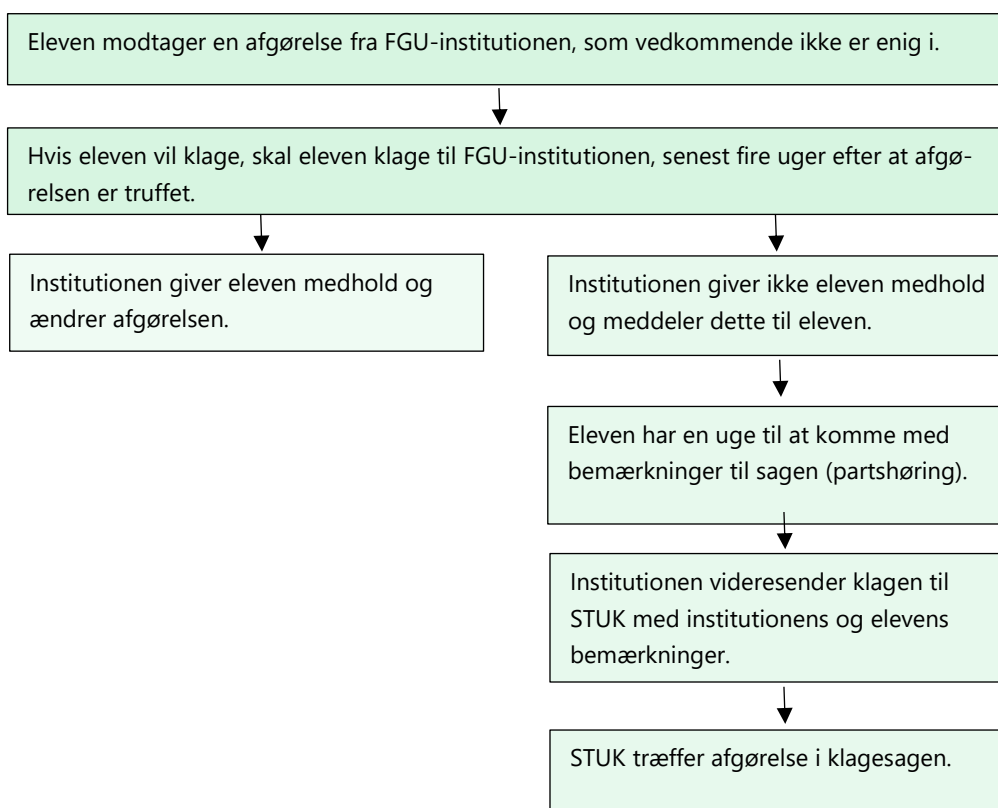 Eleven modtager en afgørelse fra FGU-institutionen, som vedkommende ikke er enig i.
Hvis eleven vil klage, skal eleven klage til FGU-institutionen, senest fire uger efter at afgø-
relsen er truffet.
Institutionen giver eleven medhold og
ændrer afgørelsen.
Institutionen giver ikke eleven medhold
og meddeler dette til eleven.
Eleven har en uge til at komme med
bemærkninger til sagen (partshøring).
Institutionen videresender klagen til
STUK med institutionens og elevens
bemærkninger.
STUK træffer afgørelse i klagesagen.